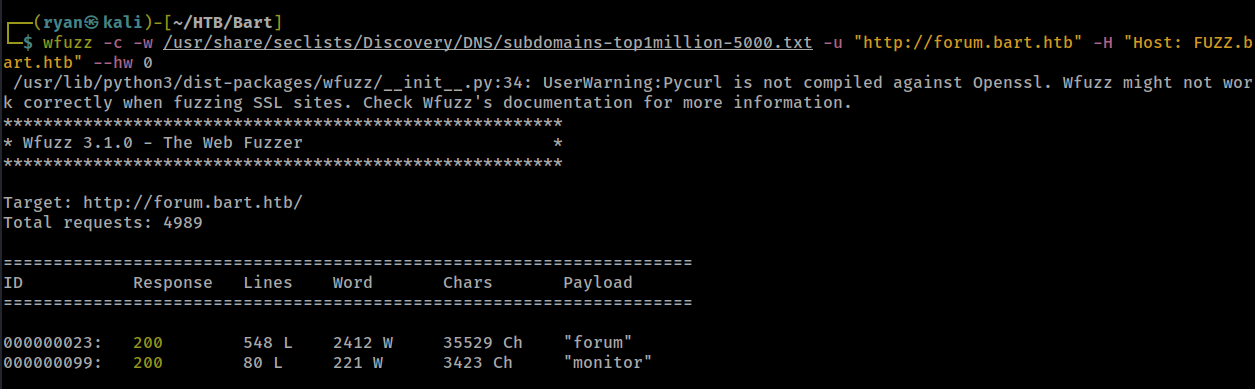 ┌──(ryan㉿kali)-[~/HTB/Bart]
└─$ wfuzz -c -w /usr/share/seclists/Discovery/DNS/subdomains-top1million-5000.txt -u "http://forum.bart.htb" -H "Host: FUZZ.b
art.htb" --hw 0
 /usr/lib/python3/dist-packages/wfuzz/__init__.py:34: UserWarning:Pycurl is not compiled against Openssl. Wfuzz might not wor
k correctly when fuzzing SSL sites. Check Wfuzz's documentation for more information.
********************************************************
* Wfuzz 3.1.0 - The Web Fuzzer                         *
********************************************************

Target: http://forum.bart.htb/
Total requests: 4989

=====================================================================
ID           Response   Lines    Word       Chars       Payload
=====================================================================

000000023:   200        548 L    2412 W     35529 Ch    "forum"
000000099:   200        80 L     221 W      3423 Ch     "monitor"